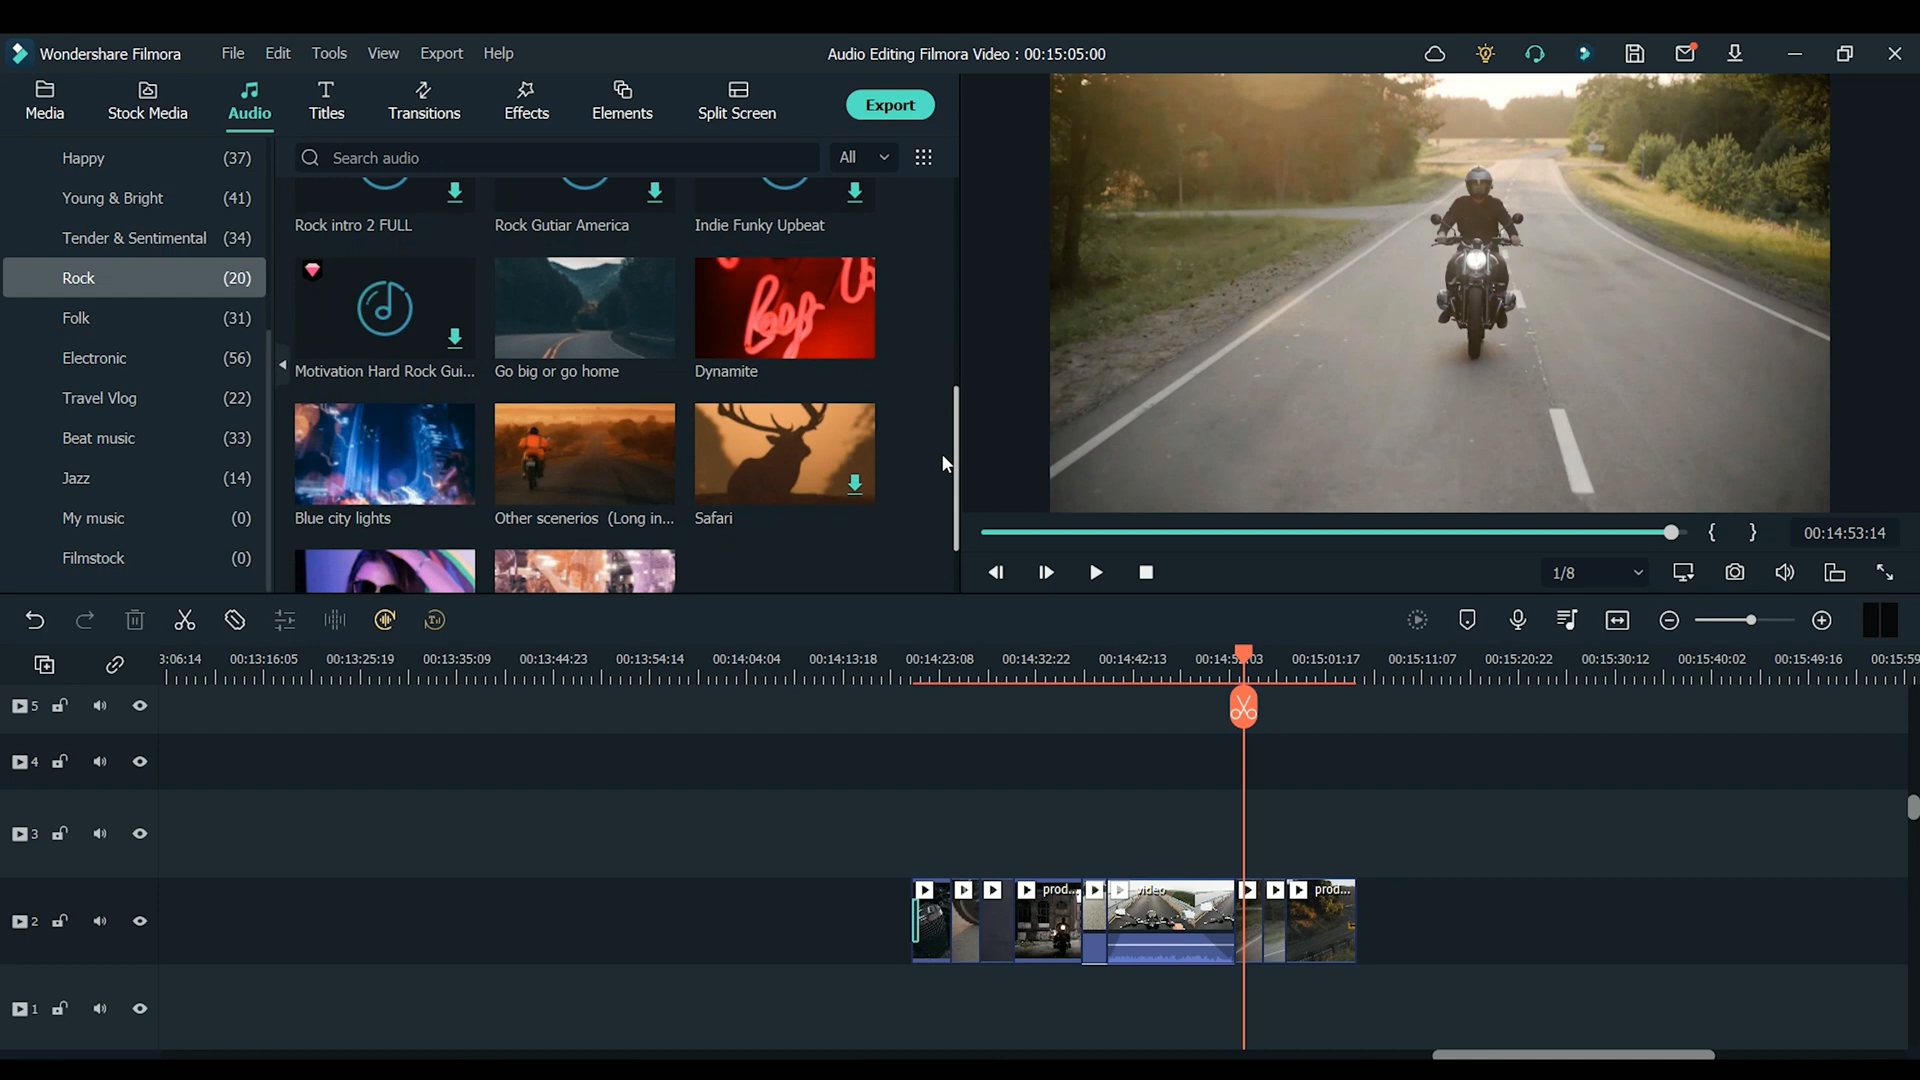 Wondershare Filmora File Edit Tools View Export Help Audio Editing Filmora Video : 00:15:05:00
Media Stock Media Audio Titles Transitions Effects Elements Split Screen Export
Happy (37)
Young & Bright (41)
Tender & Sentimental (34)
Rock (20)
Folk (31)
Electronic (56)
Travel Vlog (22)
Beat music (33)
Jazz (14)
My music (0)
Filmstock (0)
Search audio All
Rock intro 2 FULL Rock Gutiar America Indie Funky Upbeat
Motivation Hard Rock Gui... Go big or go home Dynamite
Blue city lights Other scenerios (Long in... Safari
{ } 00:14:53:14
1/8
3:06:14 00:13:16:05 00:13:25:19 00:13:35:09 00:13:44:23 00:13:54:14 00:14:04:04 00:14:13:18 00:14:23:08 00:14:32:22 00:14:42:13 00:15:01:17 00:15:11:07 00:15:20:22 00:15:30:12 00:15:40:02 00:15:49:16 00:15:59
5
4
3
2 prod... video prod...
1